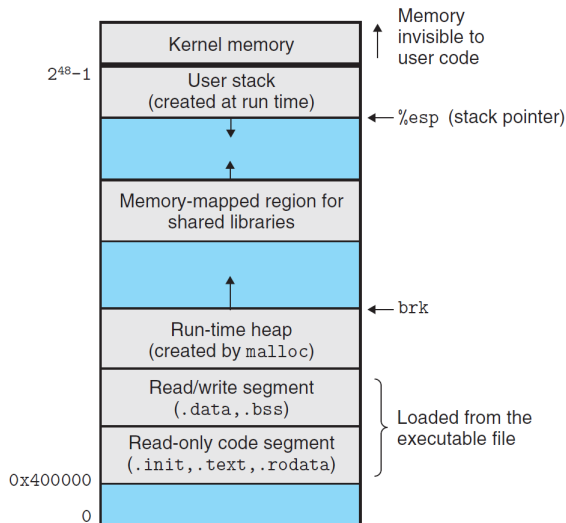 Memory
invisible to
user code
Kernel memory
2⁴⁸−1
User stack
(created at run time)
%esp (stack pointer)
Memory-mapped region for
shared libraries
brk
Run-time heap
(created by malloc)
Read/write segment
(.data,.bss)
Loaded from the
executable file
Read-only code segment
(.init,.text,.rodata)
0x400000
0